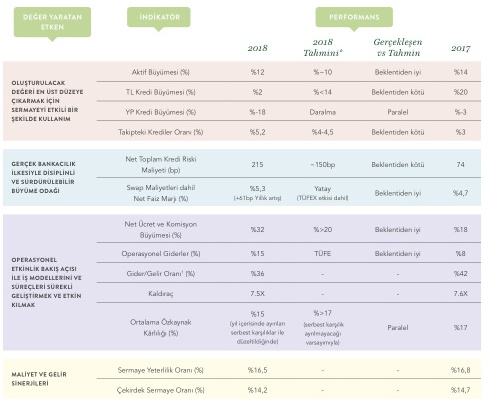 DEĞER YARATAN
ETKEN
İNDİKATÖR
PERFORMANS
2018
2018
Tahmini*
Gerçekleşen
vs Tahmin
2017
OLUŞTURULACAK
DEĞERİ EN ÜST DÜZEYE
ÇIKARMAK İÇİN
SERMAYEYİ ETKİLİ BİR
ŞEKİLDE KULLANIM
Aktif Büyümesi (%) %12 %~10 Beklentiden iyi %14
TL Kredi Büyümesi (%) %2 %<14 Beklentiden kötü %20
YP Kredi Büyümesi (%) %-18 Daralma Paralel %-3
Takipteki Krediler Oranı (%) %5,2 %4-4,5 Beklentiden kötü %3
GERÇEK BANKACILIK
İLKESİYLE DİSİPLİNLİ
VE SÜRDÜRÜLEBİLİR
BÜYÜME ODAĞI
Net Toplam Kredi Riski
Maliyeti (bp)
215 ~150bp Beklentiden kötü 74
Swap Maliyetleri dahil
Net Faiz Marjı (%)
%5,3
(+61bp Yıllık artış)
Yatay
(TÜFEX etkisi dahil)
Beklentiden iyi %4,7
OPERASYONEL
ETKİNLİK BAKIŞ AÇISI
İLE İŞ MODELLERİNİ VE
SÜREÇLERİ SÜREKLİ
GELİŞTİRMEK VE ETKİN
KILMAK
Net Ücret ve Komisyon
Büyümesi (%)
%32 %>20 Beklentiden iyi %18
Operasyonel Giderler (%) %15 TÜFE Beklentiden iyi %8
Gider/Gelir Oranı¹ (%) %36 - - %42
Kaldıraç 7.5X - - 7.6X
Ortalama Özkaynak
Kârlılığı (%)
%15
(yıl içerisinde ayrılan
serbest karşılıklar ile
düzeltildiğinde)
%>17
(serbest karşılık
ayrılmayacağı
varsayımıyla)
Paralel %17
MALİYET VE GELİR
SİNERJİLERİ
Sermaye Yeterlilik Oranı (%) %16,5 - - %16,8
Çekirdek Sermaye Oranı (%) %14,2 - - %14,7